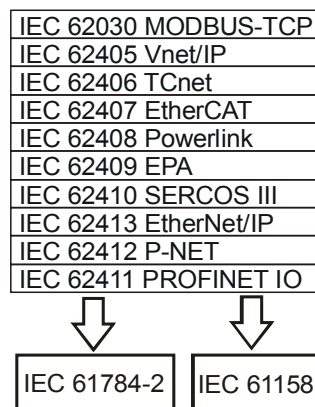 IEC 62030 MODBUS-TCP
IEC 62405 Vnet/IP
IEC 62406 TCnet
IEC 62407 EtherCAT
IEC 62408 Powerlink
IEC 62409 EPA
IEC 62410 SERCOS III
IEC 62413 EtherNet/IP
IEC 62412 P-NET
IEC 62411 PROFINET IO
IEC 61784-2
IEC 61158